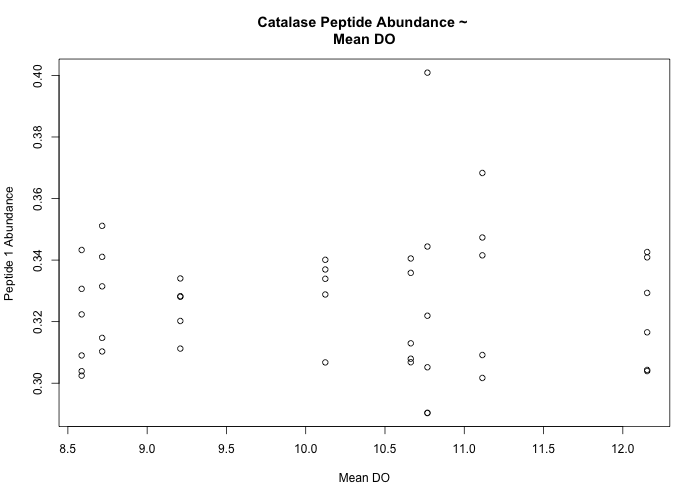 Catalase Peptide Abundance ~
Mean DO
Peptide 1 Abundance
0.40
0.38
0.36
0.34
0.32
0.30
8.5 9.0 9.5 10.0 10.5 11.0 11.5 12.0
Mean DO